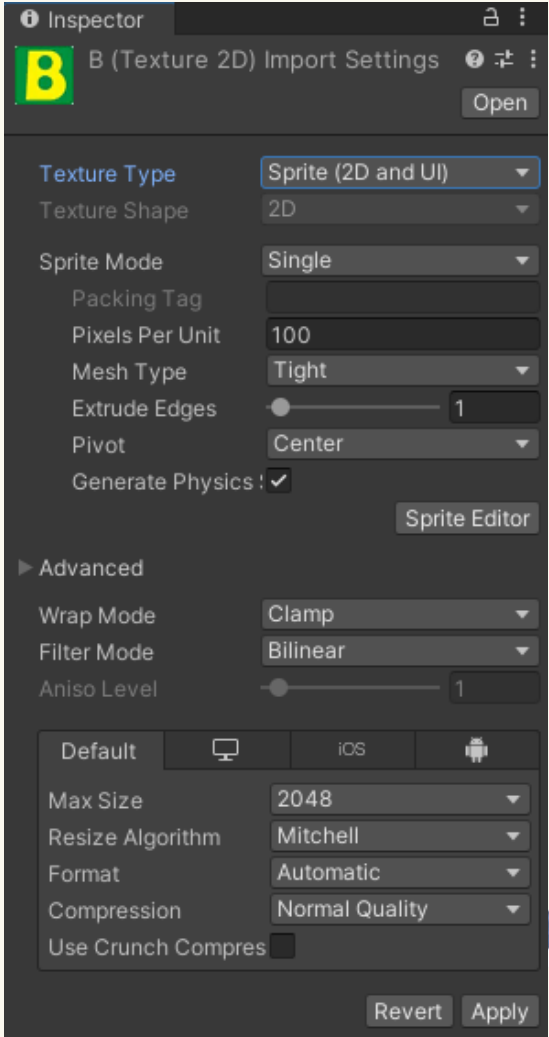 Inspector
B
B (Texture 2D) Import Settings
Open
Texture Type Sprite (2D and UI)
Texture Shape 2D
Sprite Mode Single
Packing Tag
Pixels Per Unit 100
Mesh Type Tight
Extrude Edges 1
Pivot Center
Generate Physics
Sprite Editor
Advanced
Wrap Mode Clamp
Filter Mode Bilinear
Aniso Level 1
Default iOS
Max Size 2048
Resize Algorithm Mitchell
Format Automatic
Compression Normal Quality
Use Crunch Compres
Revert Apply